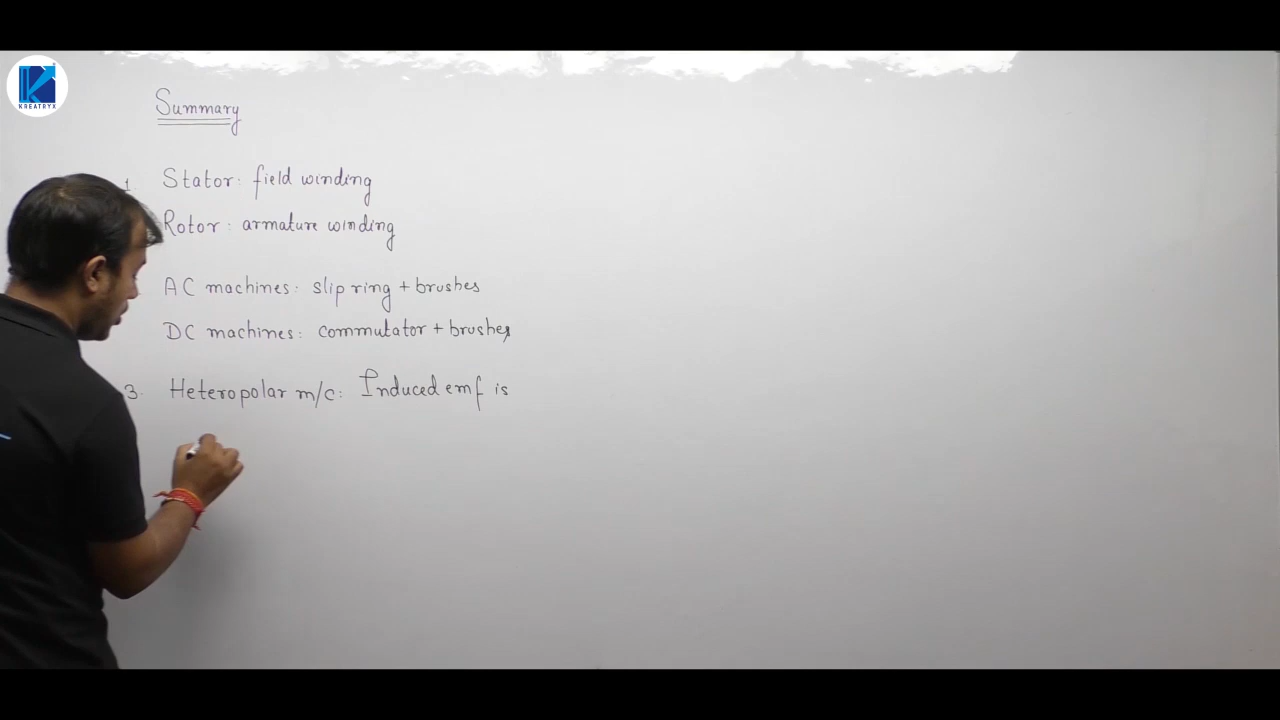 KREATRYX
Summary
1. Stator: field winding
Rotor: armature winding
AC machines: slip ring + brushes
DC machines: commutator + brushes
3. Heteropolar m/c: Induced emf is